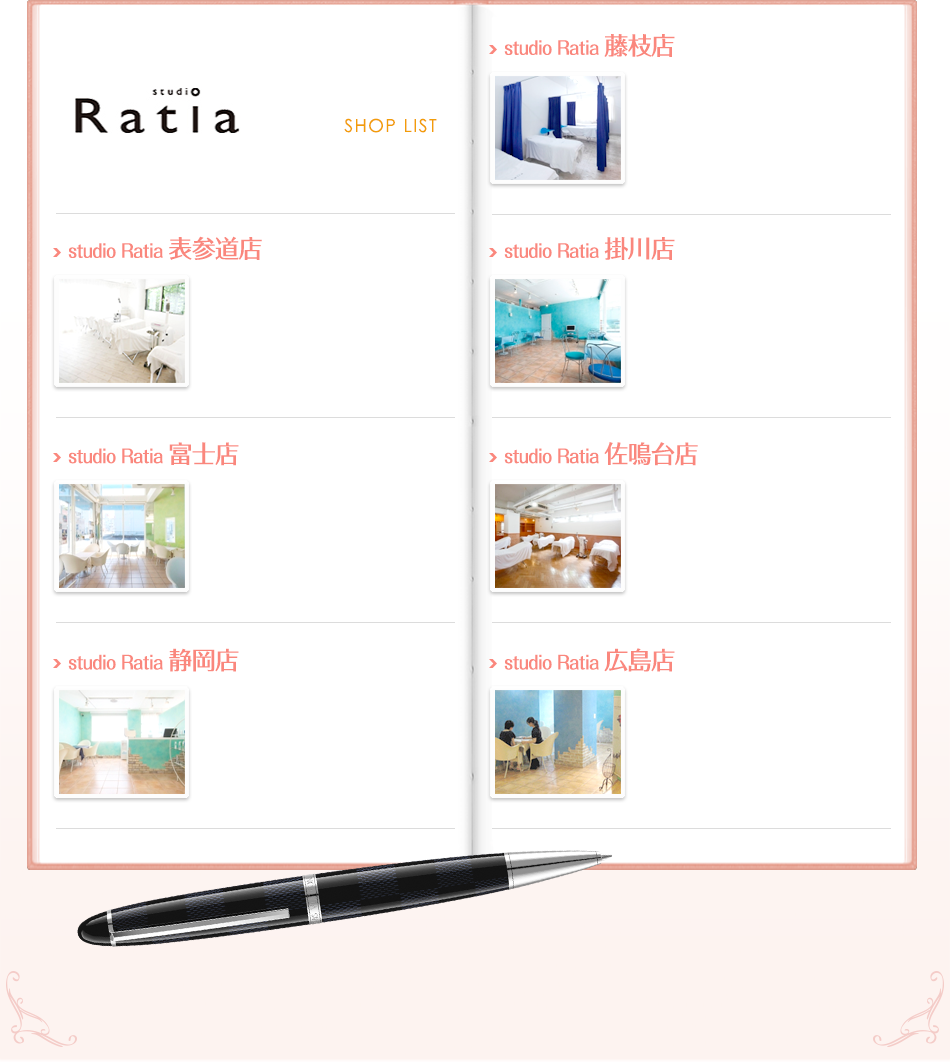 studio
Ratia
SHOP LIST
studio Ratia 表参道店
studio Ratia 富士店
studio Ratia 静岡店
studio Ratia 藤枝店
studio Ratia 掛川店
studio Ratia 佐鳴台店
studio Ratia 広島店